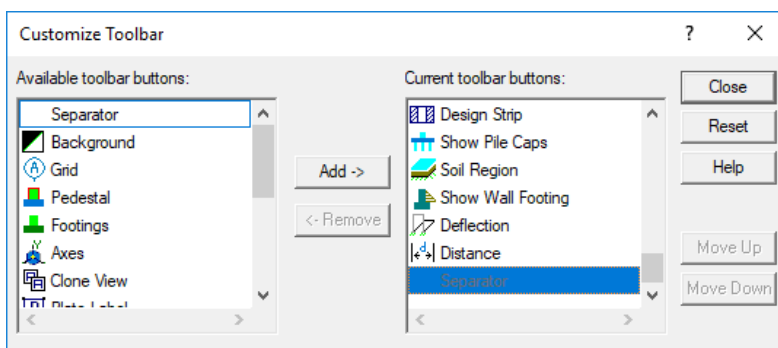 Customize Toolbar
?
Available toolbar buttons:
Separator
Background
Grid
Pedestal
Footings
Axes
Clone View
Plate Label
Add ->
<- Remove
Current toolbar buttons:
Design Strip
Show Pile Caps
Soil Region
Show Wall Footing
Deflection
Distance
Separator
Close
Reset
Help
Move Up
Move Down